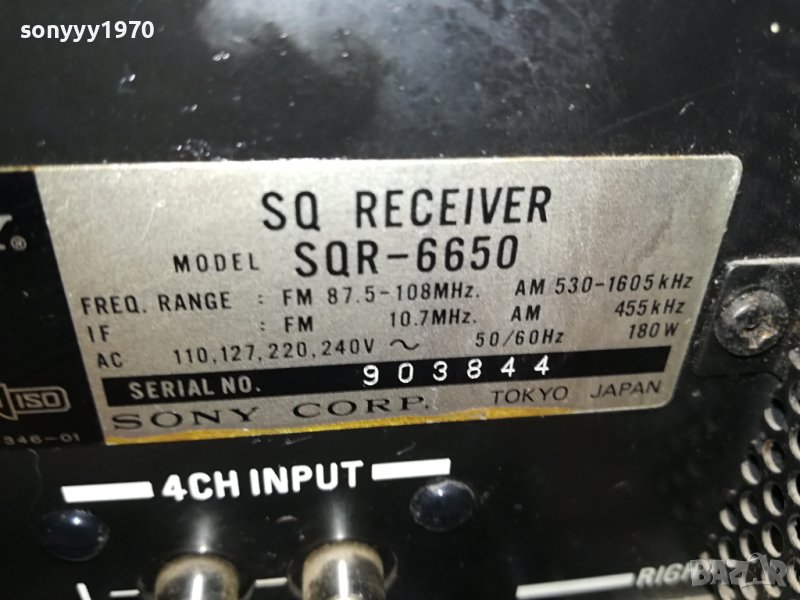 sonyyy1970
SQ RECEIVER
MODEL SQR-6650
FREQ. RANGE : FM 87.5-108MHz. AM 530-1605kHz
IF : FM 10.7MHz. AM 455kHz
AC 110,127,220,240V ~ 50/60Hz 180W
SERIAL NO. 903844
SONY CORP. TOKYO JAPAN
ISO
346-01
4CH INPUT
BAZAR